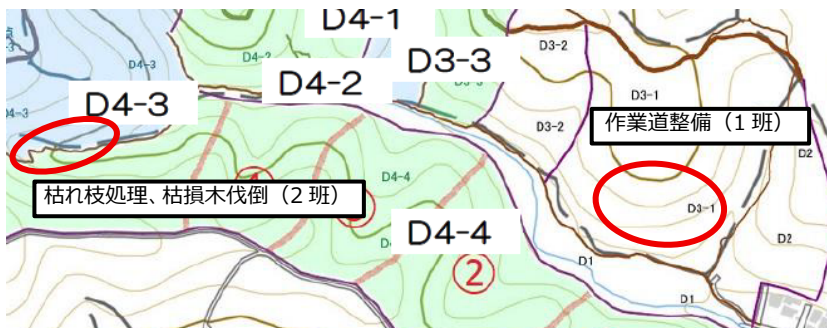 D4-1
D4-2
D4-3
D3-2
D3-3
D4-2
D3-1
D4-3
D4-3
D3-2
作業道整備（1 班）
D2
枯れ枝処理、枯損木伐倒（2 班）
D4-4
D3-1
D4-4
D2
D1
②
D1